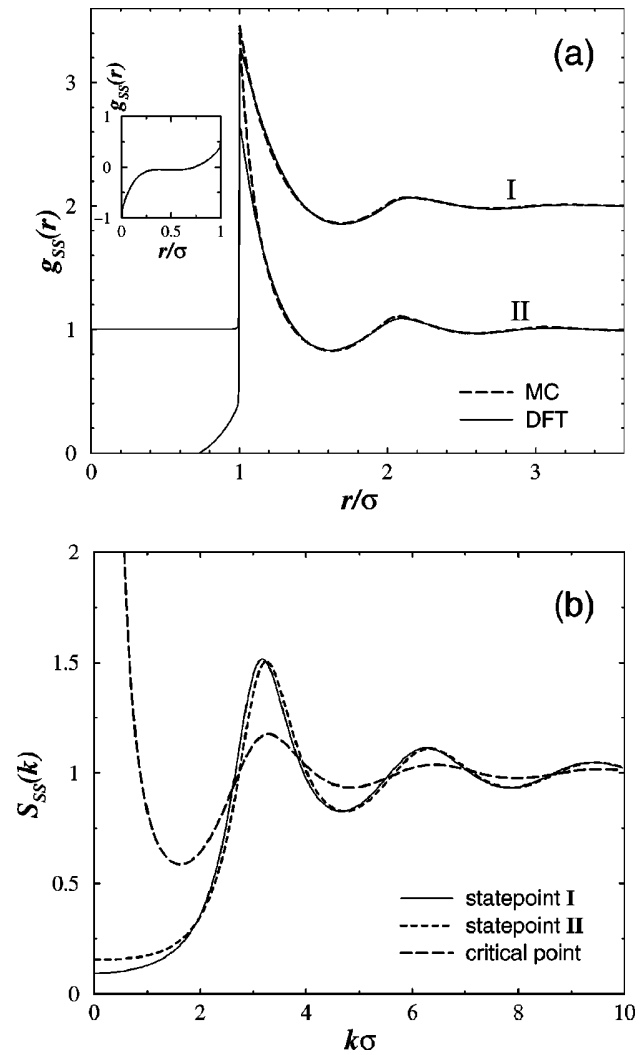 (a)
3
2
1
0
g_SS(r)
g_SS(r)
1
0
−1
0
0.5
1
r/σ
I
II
MC
DFT
0
1
2
3
r/σ
(b)
2
1.5
1
0.5
0
S_SS(k)
statepoint I
statepoint II
critical point
0
2
4
6
8
10
kσ